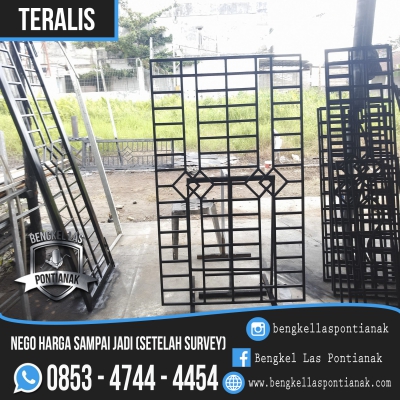 TERALIS
BENGKEL LAS
PONTIANAK
bengkellaspontianak
NEGO HARGA SAMPAI JADI (SETELAH SURVEY)
Bengkel Las Pontianak
0853 - 4744 - 4454
www.bengkellaspontianak.com